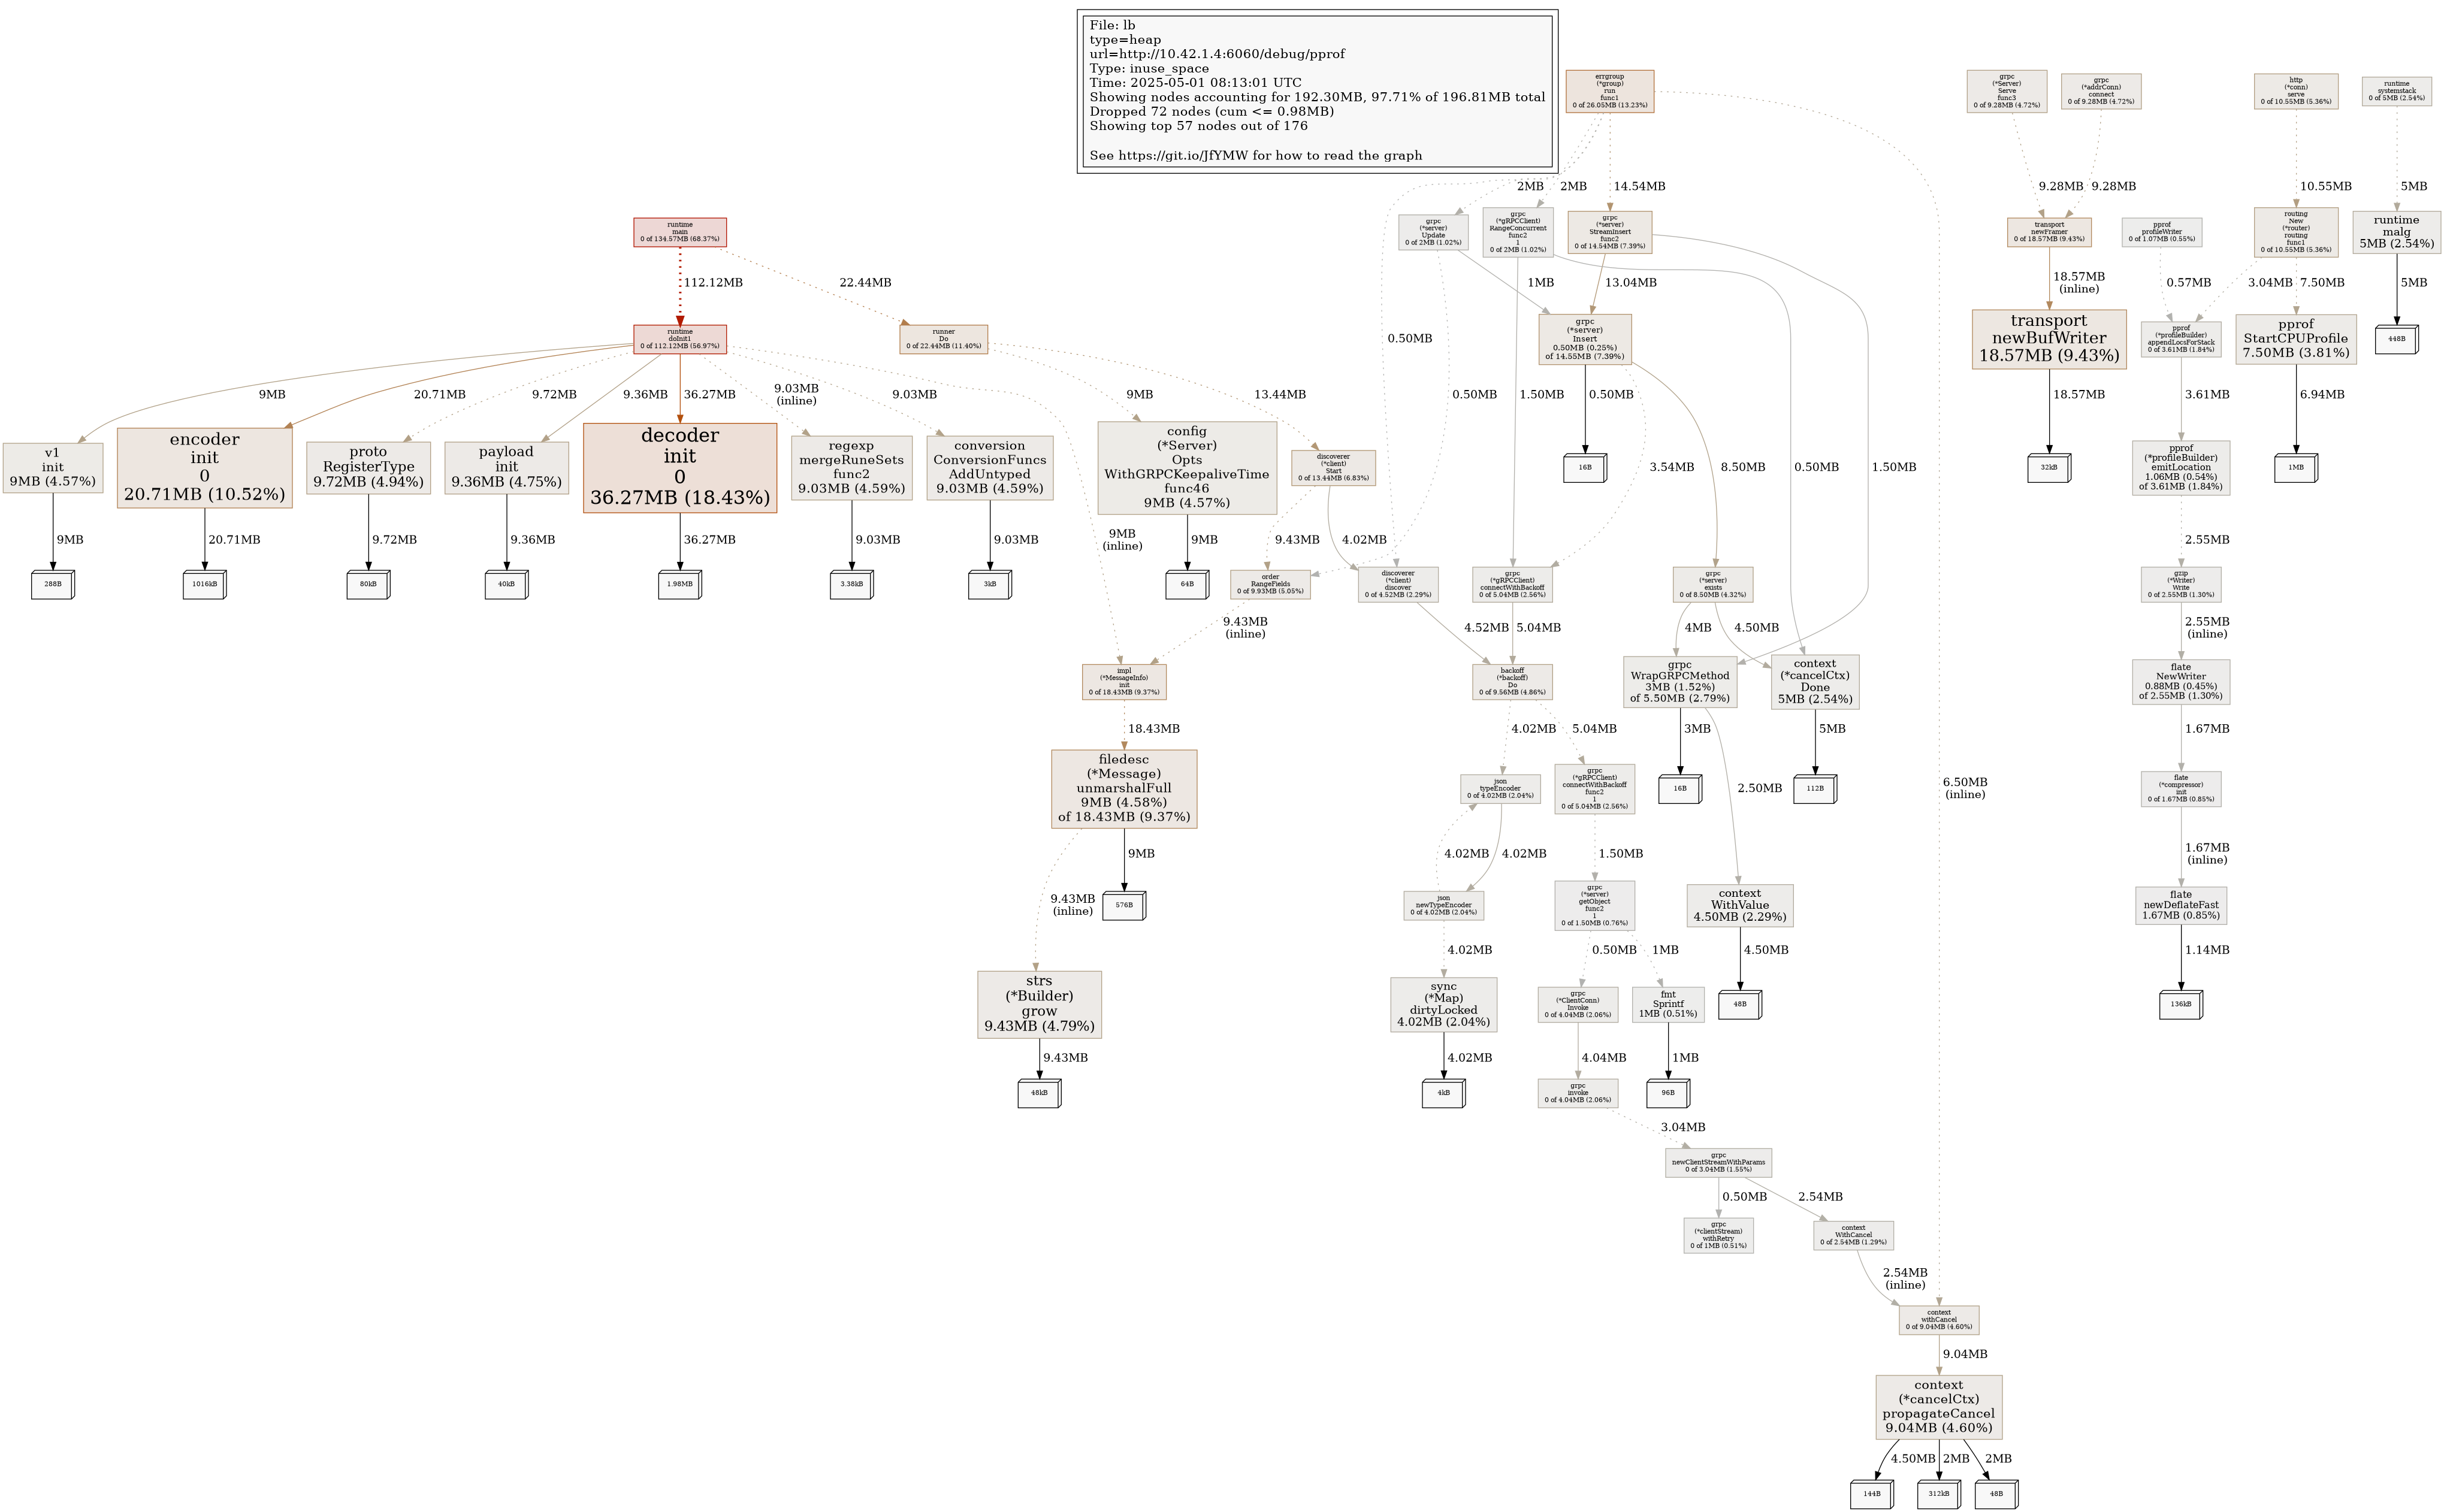 File: lb
type=heap
url=http://10.42.1.4:6060/debug/pprof
Type: inuse_space
Time: 2025-05-01 08:13:01 UTC
Showing nodes accounting for 192.30MB, 97.71% of 196.81MB total
Dropped 72 nodes (cum <= 0.98MB)
Showing top 57 nodes out of 176
See https://git.io/JfYMW for how to read the graph
errgroup
(*group)
run
func1
0 of 26.05MB (13.23%)
grpc
(*Server)
Serve
func3
0 of 9.28MB (4.72%)
grpc
(*addrConn)
connect
0 of 9.28MB (4.72%)
http
(*conn)
serve
0 of 10.55MB (5.36%)
runtime
systemstack
0 of 5MB (2.54%)
2MB
2MB
14.54MB
9.28MB
9.28MB
10.55MB
5MB
runtime
main
0 of 134.57MB (68.37%)
grpc
(*server)
Update
0 of 2MB (1.02%)
grpc
(*gRPCClient)
RangeConcurrent
func2
1
0 of 2MB (1.02%)
grpc
(*server)
StreamInsert
func2
0 of 14.54MB (7.39%)
transport
newFramer
0 of 18.57MB (9.43%)
pprof
profileWriter
0 of 1.07MB (0.55%)
routing
New
(*router)
routing
func1
0 of 10.55MB (5.36%)
runtime
malg
5MB (2.54%)
112.12MB
22.44MB
1MB
13.04MB
18.57MB
(inline)
0.57MB
3.04MB
7.50MB
5MB
runtime
doInit1
0 of 112.12MB (56.97%)
runner
Do
0 of 22.44MB (11.40%)
0.50MB
grpc
(*server)
Insert
0.50MB (0.25%)
of 14.55MB (7.39%)
transport
newBufWriter
18.57MB (9.43%)
pprof
(*profileBuilder)
appendLocsForStack
0 of 3.61MB (1.84%)
pprof
StartCPUProfile
7.50MB (3.81%)
448B
9MB
20.71MB
9.72MB
9.36MB
36.27MB
9.03MB
(inline)
9.03MB
9MB
13.44MB
0.50MB
1.50MB
0.50MB
18.57MB
3.61MB
6.94MB
v1
init
9MB (4.57%)
encoder
init
0
20.71MB (10.52%)
proto
RegisterType
9.72MB (4.94%)
payload
init
9.36MB (4.75%)
decoder
init
0
36.27MB (18.43%)
regexp
mergeRuneSets
func2
9.03MB (4.59%)
conversion
ConversionFuncs
AddUntyped
9.03MB (4.59%)
config
(*Server)
Opts
WithGRPCKeepaliveTime
func46
9MB (4.57%)
discoverer
(*client)
Start
0 of 13.44MB (6.83%)
16B
3.54MB
8.50MB
0.50MB
1.50MB
32kB
pprof
(*profileBuilder)
emitLocation
1.06MB (0.54%)
of 3.61MB (1.84%)
1MB
9MB
20.71MB
9.72MB
9.36MB
36.27MB
9.03MB
9.03MB
9MB
(inline)
9MB
9.43MB
4.02MB
2.55MB
288B
1016kB
80kB
40kB
1.98MB
3.38kB
3kB
64B
order
RangeFields
0 of 9.93MB (5.05%)
discoverer
(*client)
discover
0 of 4.52MB (2.29%)
grpc
(*gRPCClient)
connectWithBackoff
0 of 5.04MB (2.56%)
grpc
(*server)
exists
0 of 8.50MB (4.32%)
gzip
(*Writer)
Write
0 of 2.55MB (1.30%)
9.43MB
(inline)
4.52MB
5.04MB
4MB
4.50MB
2.55MB
(inline)
impl
(*MessageInfo)
init
0 of 18.43MB (9.37%)
backoff
(*backoff)
Do
0 of 9.56MB (4.86%)
grpc
WrapGRPCMethod
3MB (1.52%)
of 5.50MB (2.79%)
context
(*cancelCtx)
Done
5MB (2.54%)
flate
NewWriter
0.88MB (0.45%)
of 2.55MB (1.30%)
18.43MB
4.02MB
5.04MB
3MB
5MB
1.67MB
filedesc
(*Message)
unmarshalFull
9MB (4.58%)
of 18.43MB (9.37%)
json
typeEncoder
0 of 4.02MB (2.04%)
grpc
(*gRPCClient)
connectWithBackoff
func2
1
0 of 5.04MB (2.56%)
16B
2.50MB
112B
6.50MB
(inline)
flate
(*compressor)
init
0 of 1.67MB (0.85%)
9MB
4.02MB
4.02MB
1.50MB
1.67MB
(inline)
9.43MB
(inline)
576B
json
newTypeEncoder
0 of 4.02MB (2.04%)
grpc
(*server)
getObject
func2
1
0 of 1.50MB (0.76%)
context
WithValue
4.50MB (2.29%)
flate
newDeflateFast
1.67MB (0.85%)
4.02MB
0.50MB
1MB
4.50MB
1.14MB
strs
(*Builder)
grow
9.43MB (4.79%)
sync
(*Map)
dirtyLocked
4.02MB (2.04%)
grpc
(*ClientConn)
Invoke
0 of 4.04MB (2.06%)
fmt
Sprintf
1MB (0.51%)
48B
136kB
9.43MB
4.02MB
4.04MB
1MB
48kB
4kB
grpc
invoke
0 of 4.04MB (2.06%)
96B
3.04MB
grpc
newClientStreamWithParams
0 of 3.04MB (1.55%)
0.50MB
2.54MB
grpc
(*clientStream)
withRetry
0 of 1MB (0.51%)
context
WithCancel
0 of 2.54MB (1.29%)
2.54MB
(inline)
context
withCancel
0 of 9.04MB (4.60%)
9.04MB
context
(*cancelCtx)
propagateCancel
9.04MB (4.60%)
4.50MB
2MB
2MB
144B
312kB
48B